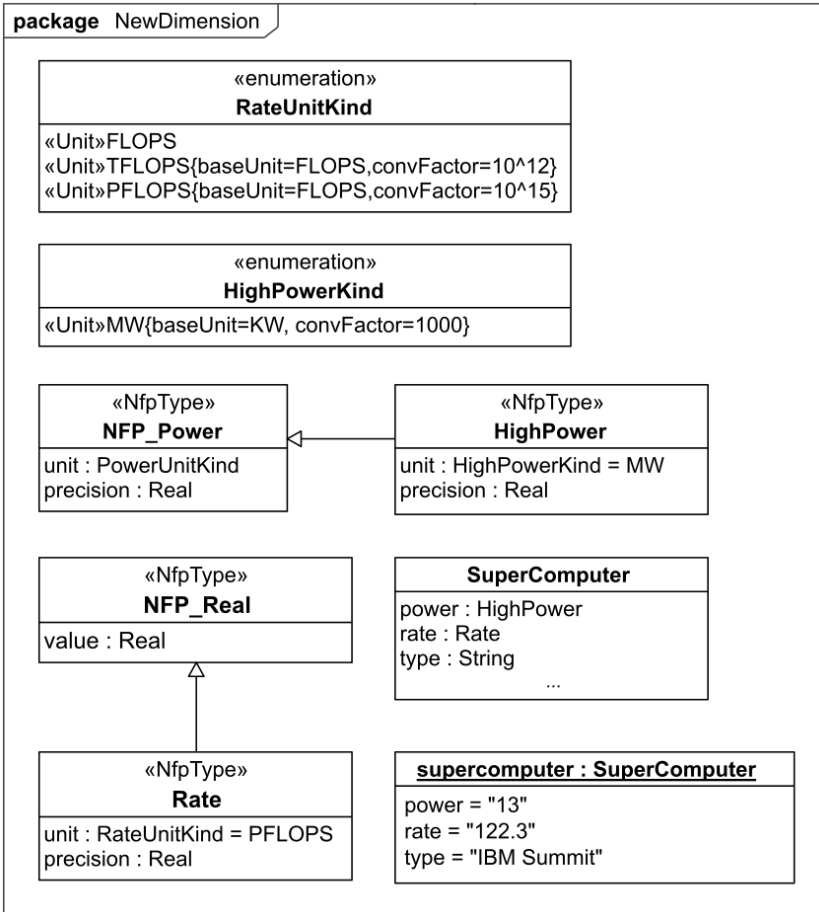 package NewDimension
«enumeration»
RateUnitKind
«Unit»FLOPS
«Unit»TFLOPS{baseUnit=FLOPS,convFactor=10^12}
«Unit»PFLOPS{baseUnit=FLOPS,convFactor=10^15}
«enumeration»
HighPowerKind
«Unit»MW{baseUnit=KW, convFactor=1000}
«NfpType»
NFP_Power
unit : PowerUnitKind
precision : Real
«NfpType»
HighPower
unit : HighPowerKind = MW
precision : Real
«NfpType»
NFP_Real
value : Real
SuperComputer
power : HighPower
rate : Rate
type : String
...
«NfpType»
Rate
unit : RateUnitKind = PFLOPS
precision : Real
supercomputer : SuperComputer
power = "13"
rate = "122.3"
type = "IBM Summit"